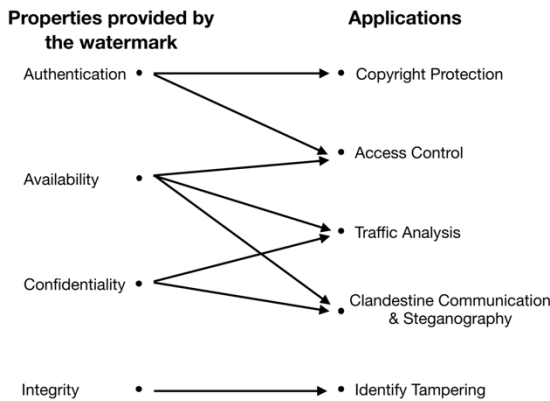 Properties provided by
the watermark
Applications
Authentication
Copyright Protection
Access Control
Availability
Traffic Analysis
Confidentiality
Clandestine Communication
& Steganography
Integrity
Identify Tampering